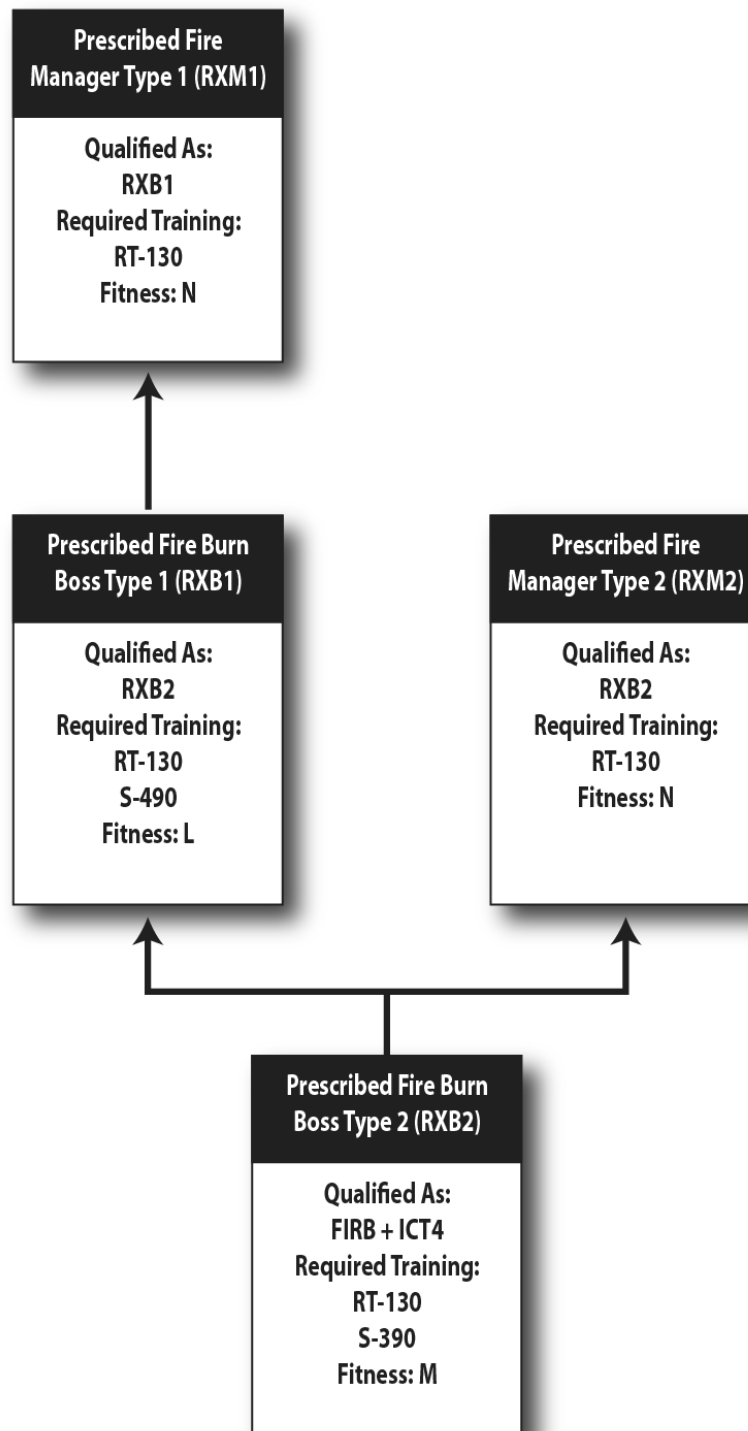 Prescribed Fire
Manager Type 1 (RXM1)
Qualified As:
RXB1
Required Training:
RT-130
Fitness: N
Prescribed Fire Burn
Boss Type 1 (RXB1)
Qualified As:
RXB2
Required Training:
RT-130
S-490
Fitness: L
Prescribed Fire
Manager Type 2 (RXM2)
Qualified As:
RXB2
Required Training:
RT-130
Fitness: N
Prescribed Fire Burn
Boss Type 2 (RXB2)
Qualified As:
FIRB + ICT4
Required Training:
RT-130
S-390
Fitness: M